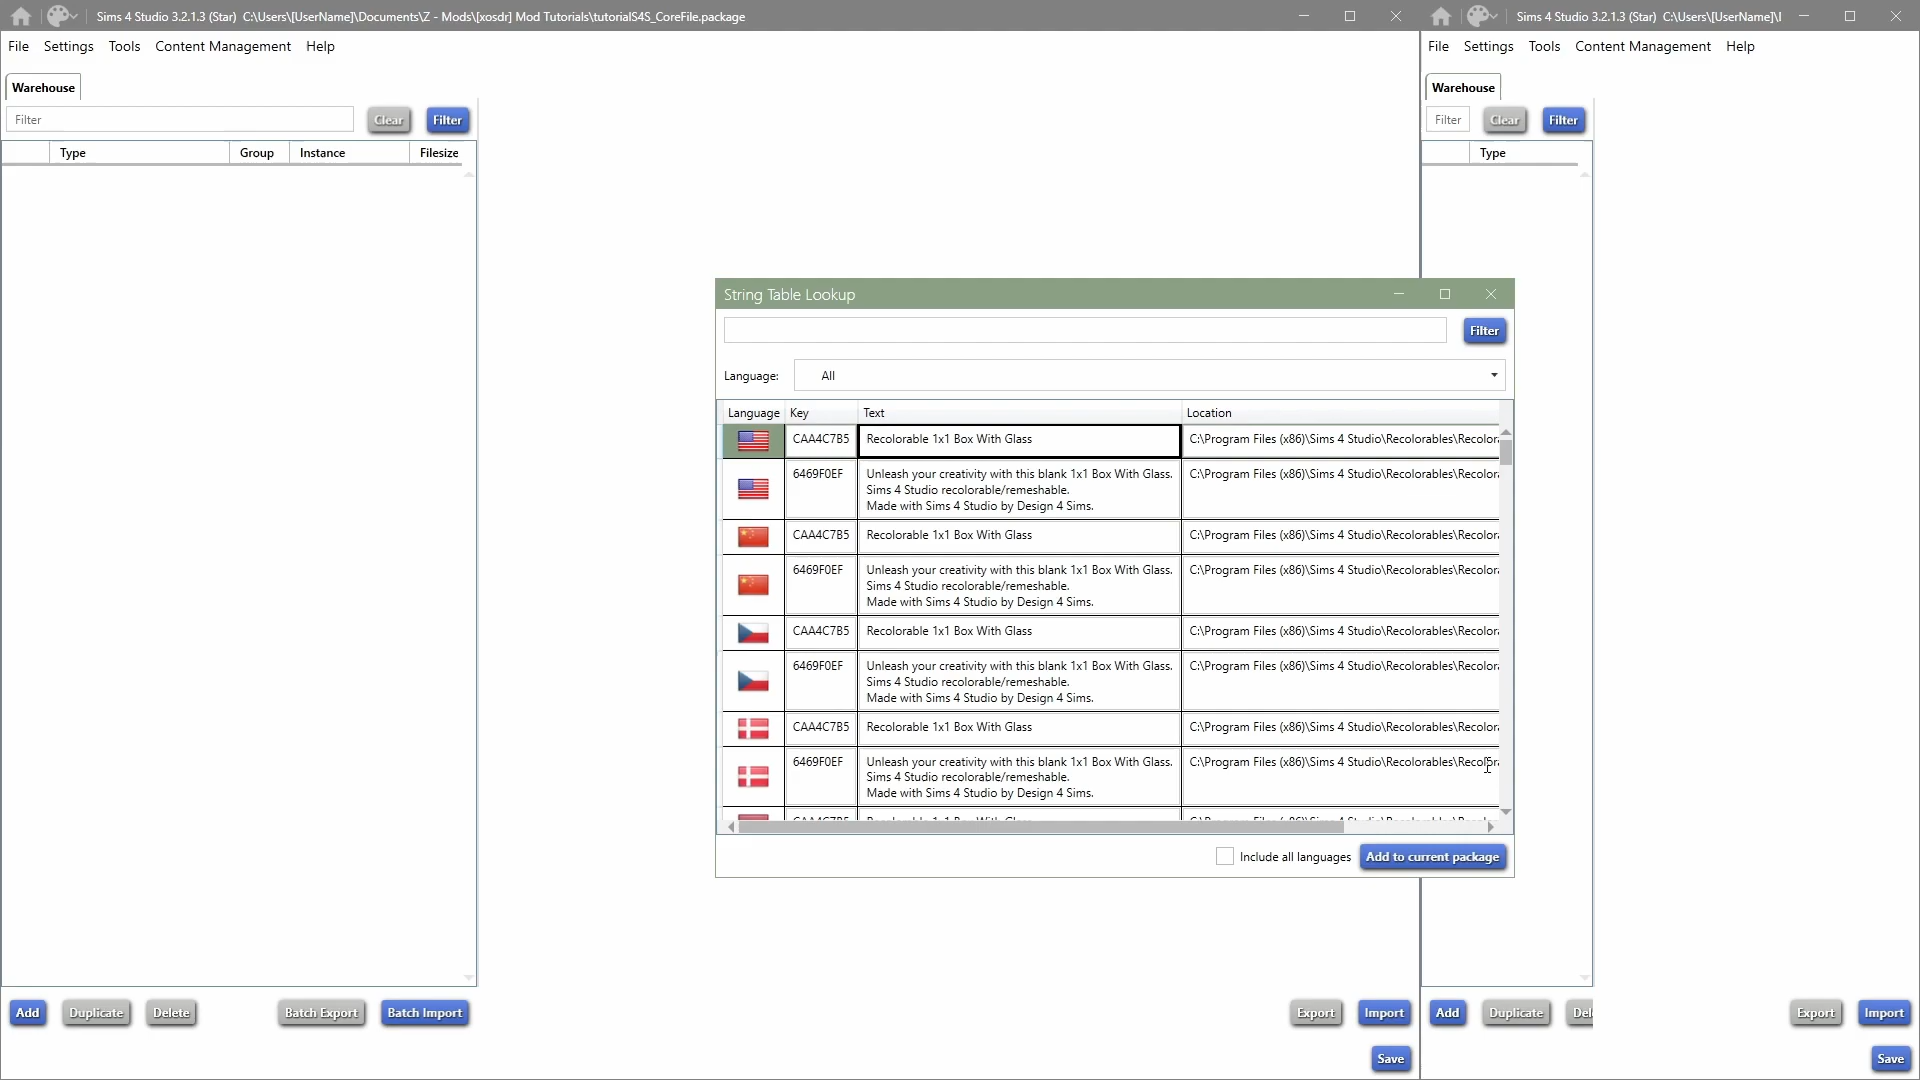 Sims 4 Studio 3.2.1.3 (Star) C:\Users\[UserName]\Documents\Z - Mods\[xosdr] Mod Tutorials\tutorialS4S_CoreFile.package
File Settings Tools Content Management Help
Warehouse
Filter Clear Filter
Type Group Instance Filesize
Add Duplicate Delete Batch Export Batch Import
Export Import
Save
Sims 4 Studio 3.2.1.3 (Star) C:\Users\[UserName]\
File Settings Tools Content Management Help
Warehouse
Filter Clear Filter
Type
Add Duplicate Del
Export Import
Save
String Table Lookup
Filter
Language: All
Language Key Text Location
CAA4C7B5 Recolorable 1x1 Box With Glass C:\Program Files (x86)\Sims 4 Studio\Recolorables\Recolor
6469F0EF Unleash your creativity with this blank 1x1 Box With Glass. C:\Program Files (x86)\Sims 4 Studio\Recolorables\Recolor
Sims 4 Studio recolorable/remeshable.
Made with Sims 4 Studio by Design 4 Sims.
CAA4C7B5 Recolorable 1x1 Box With Glass C:\Program Files (x86)\Sims 4 Studio\Recolorables\Recolor
6469F0EF Unleash your creativity with this blank 1x1 Box With Glass. C:\Program Files (x86)\Sims 4 Studio\Recolorables\Recolor
Sims 4 Studio recolorable/remeshable.
Made with Sims 4 Studio by Design 4 Sims.
CAA4C7B5 Recolorable 1x1 Box With Glass C:\Program Files (x86)\Sims 4 Studio\Recolorables\Recolor
6469F0EF Unleash your creativity with this blank 1x1 Box With Glass. C:\Program Files (x86)\Sims 4 Studio\Recolorables\Recolor
Sims 4 Studio recolorable/remeshable.
Made with Sims 4 Studio by Design 4 Sims.
CAA4C7B5 Recolorable 1x1 Box With Glass C:\Program Files (x86)\Sims 4 Studio\Recolorables\Recolor
6469F0EF Unleash your creativity with this blank 1x1 Box With Glass. C:\Program Files (x86)\Sims 4 Studio\Recolorables\Recolor
Sims 4 Studio recolorable/remeshable.
Made with Sims 4 Studio by Design 4 Sims.
Include all languages Add to current package